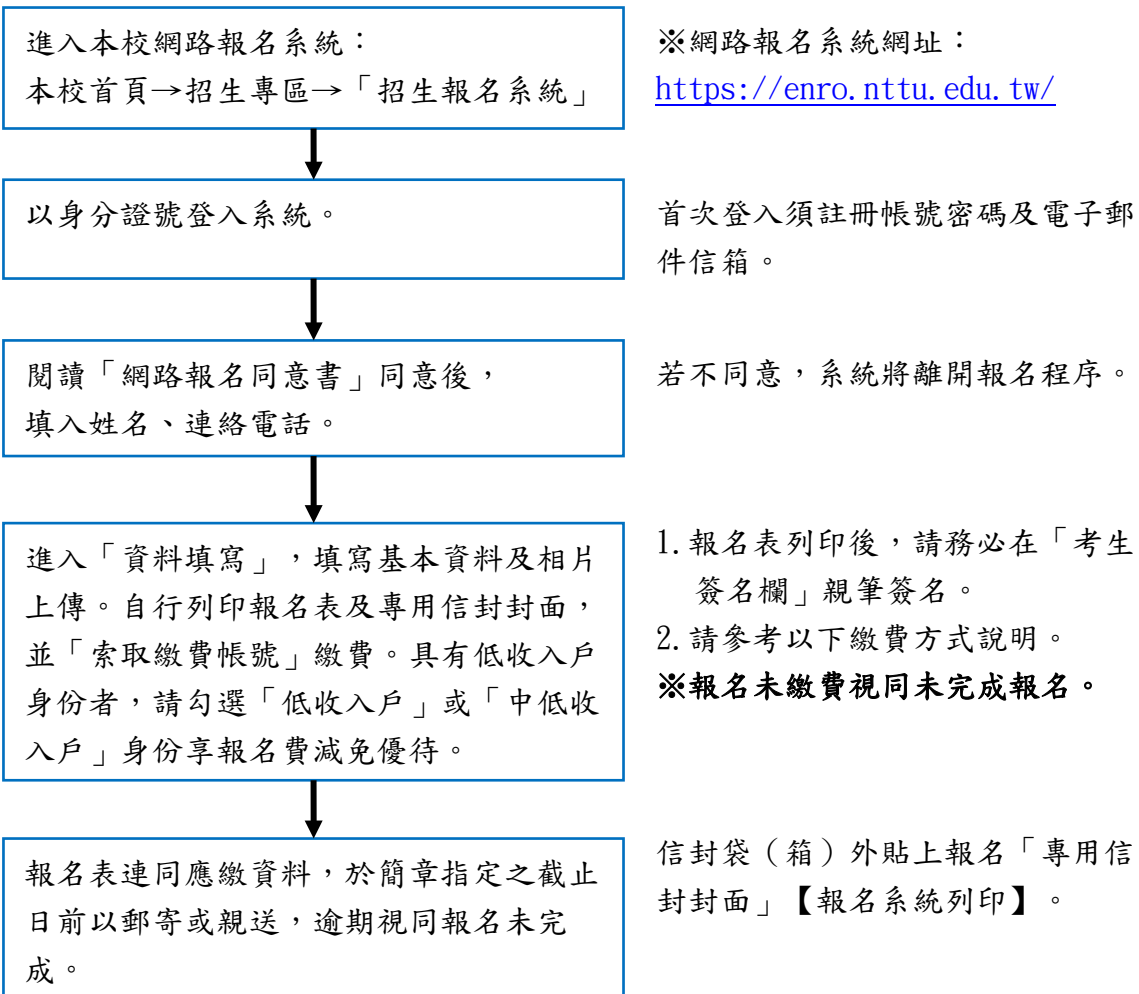 進入本校網路報名系統：
本校首頁→招生專區→「招生報名系統」
※網路報名系統網址：
https://enro.nttu.edu.tw/
以身分證號登入系統。
首次登入須註冊帳號密碼及電子郵
件信箱。
閱讀「網路報名同意書」同意後，
填入姓名、連絡電話。
若不同意，系統將離開報名程序。
進入「資料填寫」，填寫基本資料及相片
上傳。自行列印報名表及專用信封封面，
並「索取繳費帳號」繳費。具有低收入戶
身份者，請勾選「低收入戶」或「中低收
入戶」身份享報名費減免優待。
1.報名表列印後，請務必在「考生
簽名欄」親筆簽名。
2.請參考以下繳費方式說明。
※報名未繳費視同未完成報名。
報名表連同應繳資料，於簡章指定之截止
日前以郵寄或親送，逾期視同報名未完
成。
信封袋（箱）外貼上報名「專用信
封封面」【報名系統列印】。